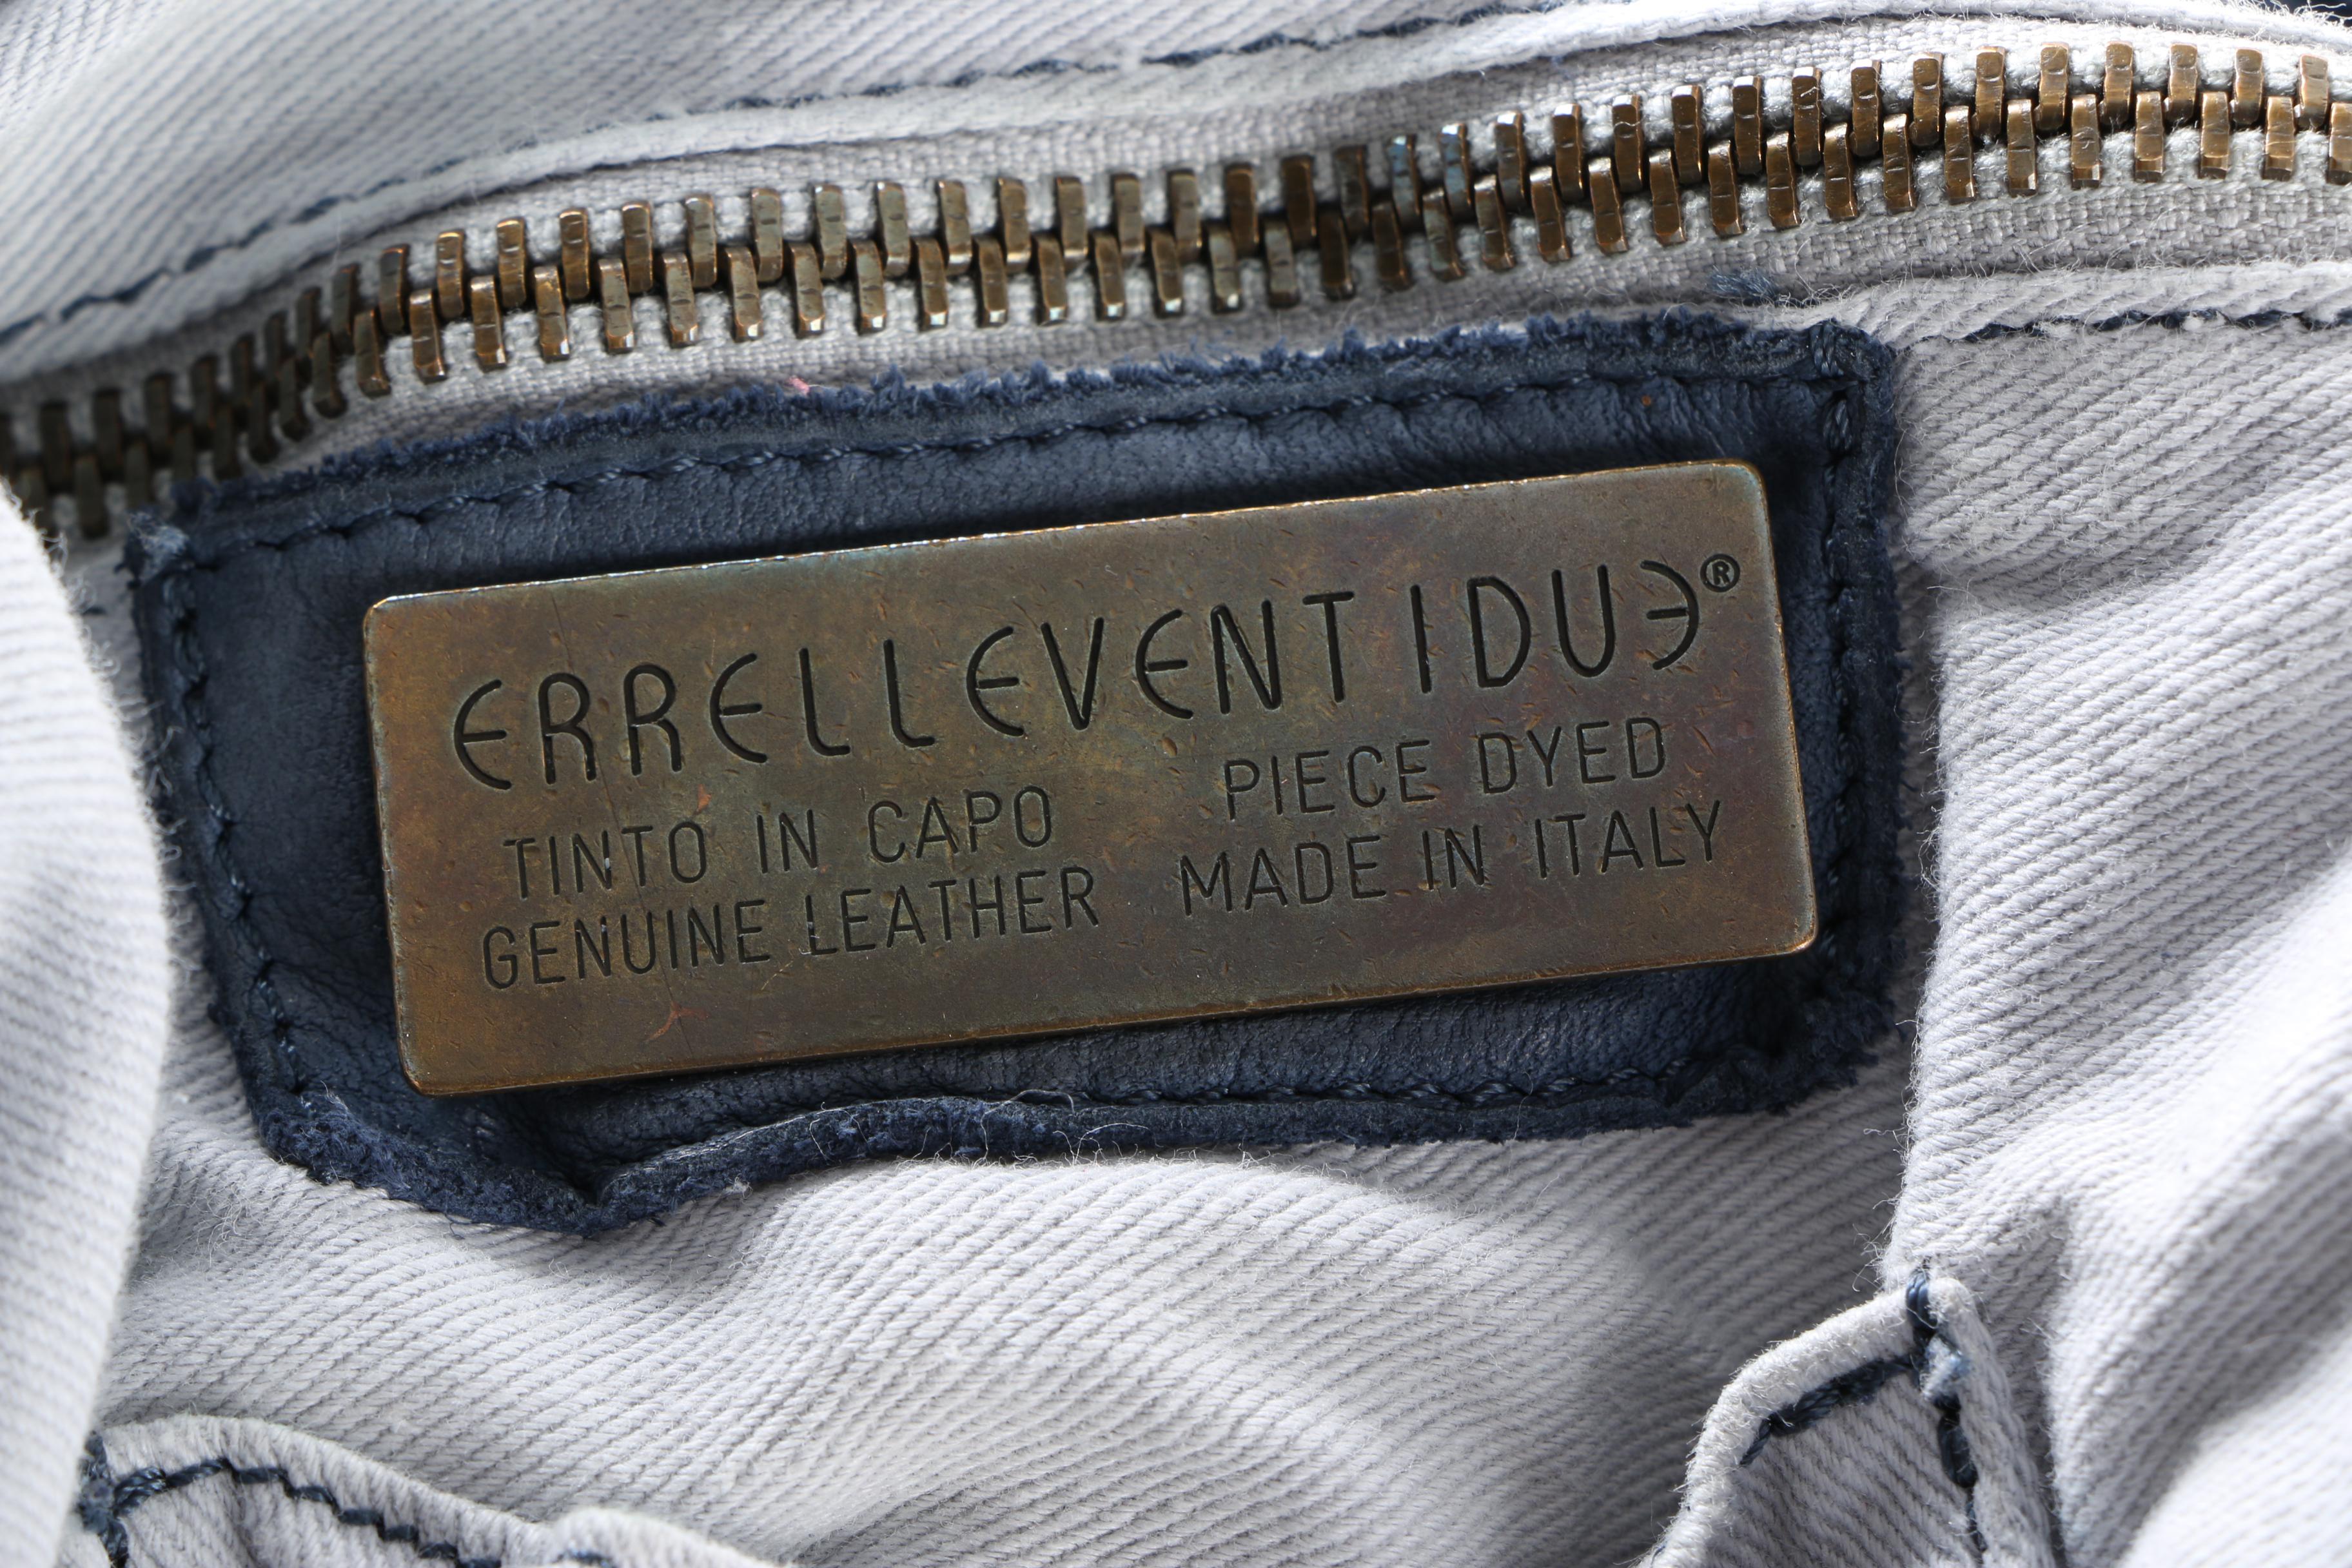 ERRELLEVENTIDUE®
TINTO IN CAPO PIECE DYED
GENUINE LEATHER MADE IN ITALY